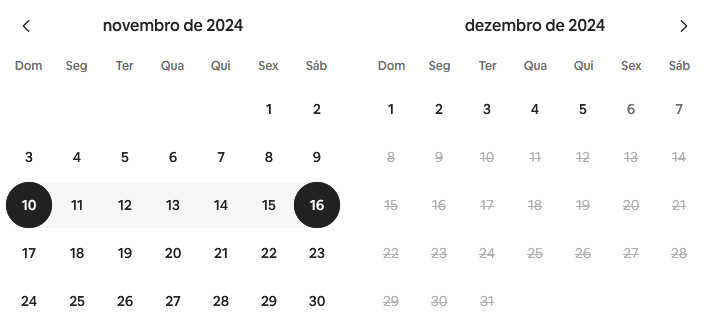 novembro de 2024
Dom Seg Ter Qua Qui Sex Sáb
1 2
3 4 5 6 7 8 9
10 11 12 13 14 15 16
17 18 19 20 21 22 23
24 25 26 27 28 29 30
dezembro de 2024
Dom Seg Ter Qua Qui Sex Sáb
1 2 3 4 5 6 7
8 9 10 11 12 13 14
15 16 17 18 19 20 21
22 23 24 25 26 27 28
29 30 31